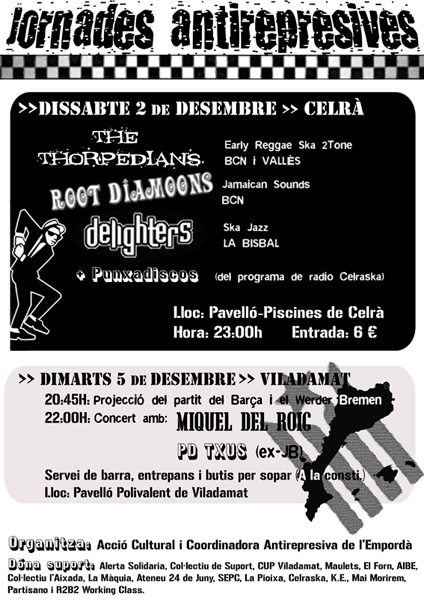 Jornades antirepresives
>>DISSABTE 2 DE DESEMBRE >> CELRÀ
THE THORPEDIANS
Early Reggae Ska 2Tone
BCN i VALLÈS
ROOT DIAMOONS
Jamaican Sounds
BCN
delighters
Ska Jazz
LA BISBAL
+ Punxadiscos (del programa de radio Celraska)
Lloc: Pavelló-Piscines de Celrà
Hora: 23:00h Entrada: 6 €
>> DIMARTS 5 DE DESEMBRE >> VILADAMAT
20:45H: Projecció del partit del Barça i el Werder Bremen
22:00H: Concert amb: MIQUEL DEL ROIG
PD TXUS (ex-JB)
Servei de barra, entrepans i butis per sopar (A la consti.)
Lloc: Pavelló Polivalent de Viladamat
Organitza: Acció Cultural i Coordinadora Antirepresiva de l'Empordà
Dóna suport: Alerta Solidaria, Col·lectiu de Suport, CUP Viladamat, Maulets, El Forn, AIBE,
Col·lectiu l'Aixada, La Màquia, Ateneu 24 de Juny, SEPC, La Pioixa, Celraska, K.E., Mai Morirem,
Partisano i R2B2 Working Class.